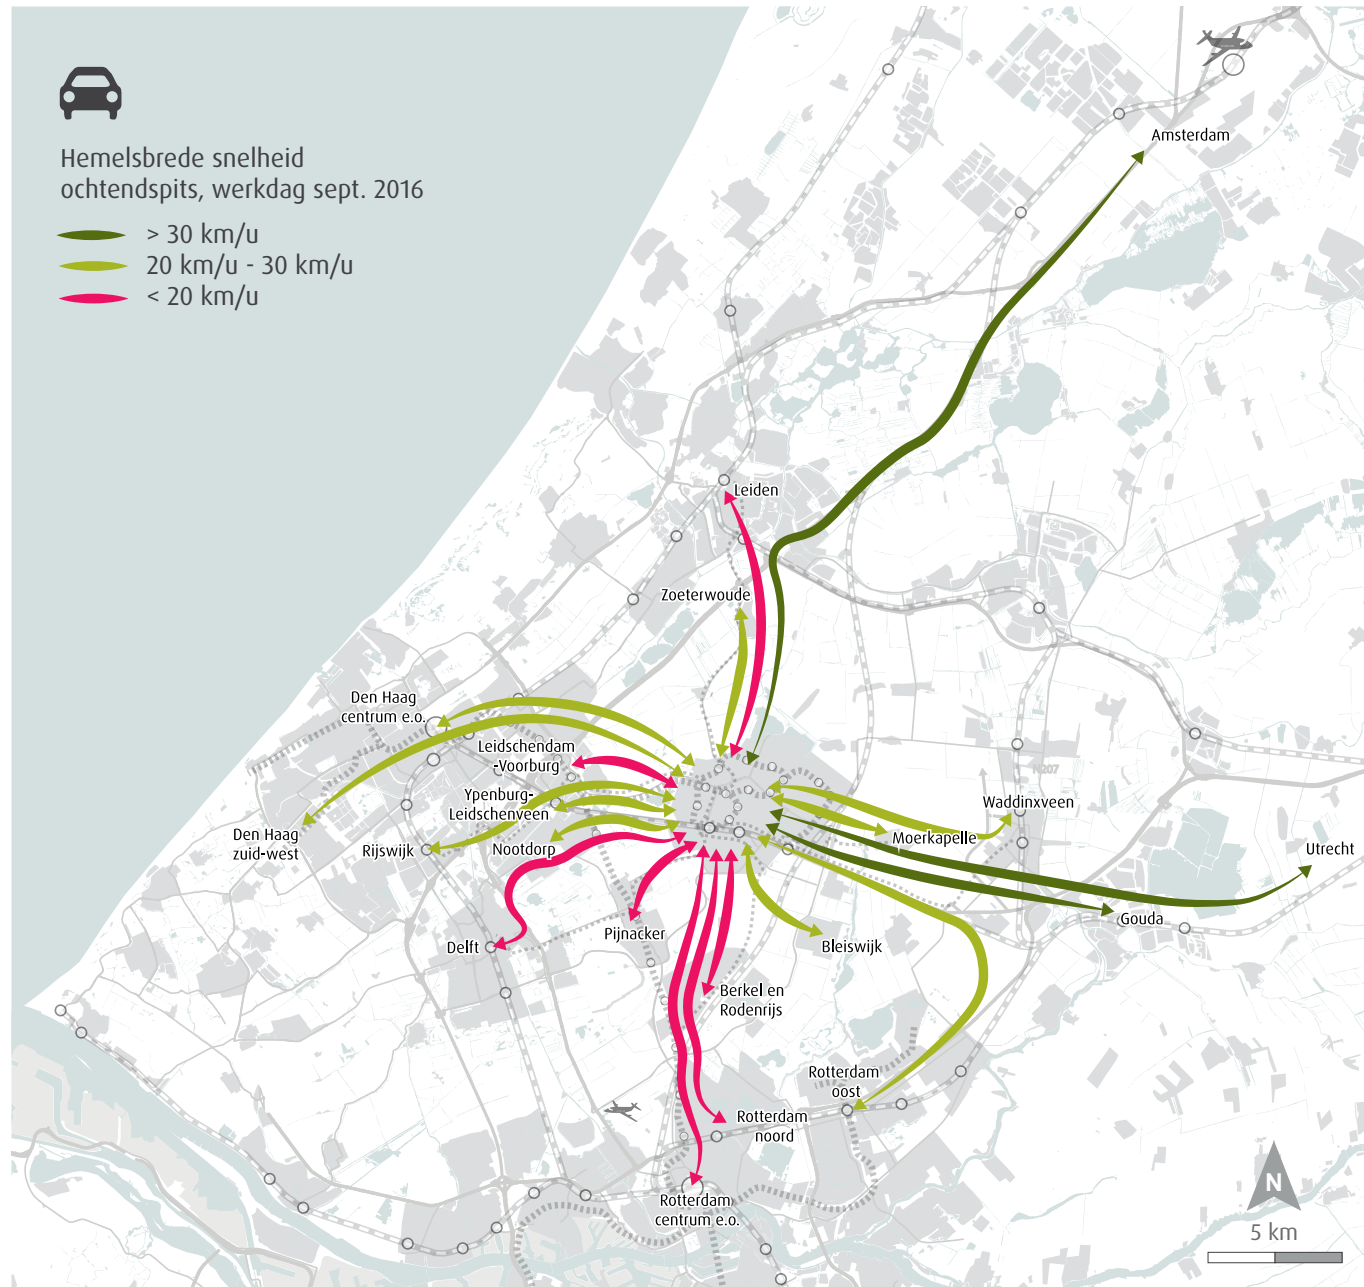 Hemelsbrede snelheid
ochtendspits, werkdag sept. 2016
> 30 km/u
20 km/u - 30 km/u
< 20 km/u
Amsterdam
Leiden
Zoeterwoude
Den Haag
centrum e.o.
Leidschendam
-Voorburg
Ypenburg-
Leidschenveen
Den Haag
zuid-west
Rijswijk
Nootdorp
N207
Waddinxveen
Moerkapelle
Utrecht
Gouda
Delft
Pijnacker
Bleiswijk
Berkel en
Rodenrijs
Rotterdam
oost
Rotterdam
noord
Rotterdam
centrum e.o.
N
5 km